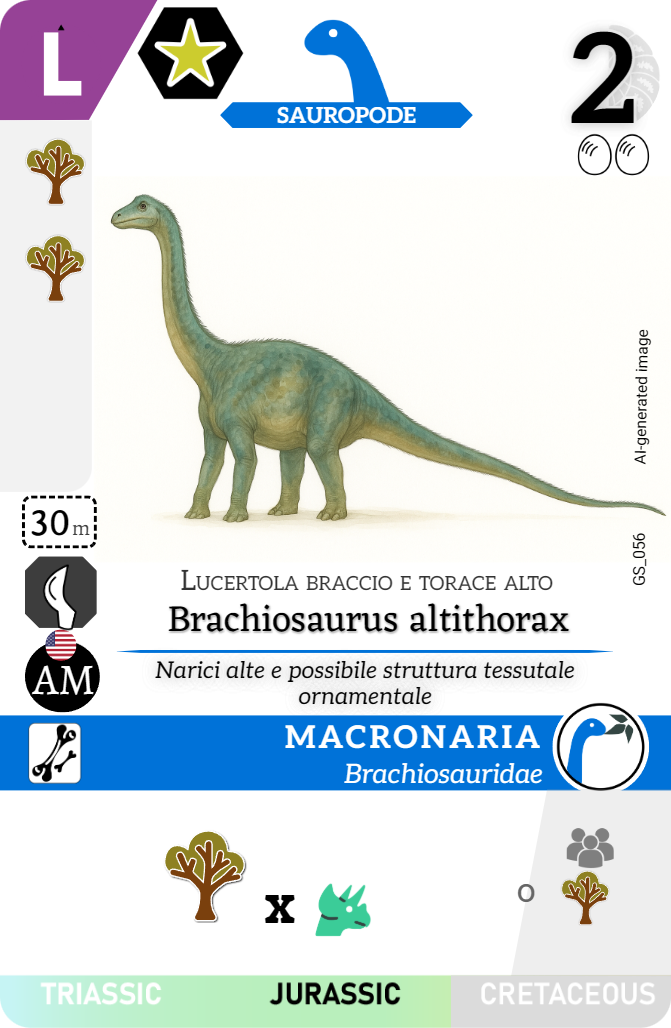 L
SAUROPODE
2
AI-generated image
30 m
GS_056
LUCERTOLA BRACCIO E TORACE ALTO
Brachiosaurus altithorax
AM
Narici alte e possibile struttura tessutale
ornamentale
MACRONARIA
Brachiosauridae
x
O
TRIASSIC JURASSIC CRETACEOUS